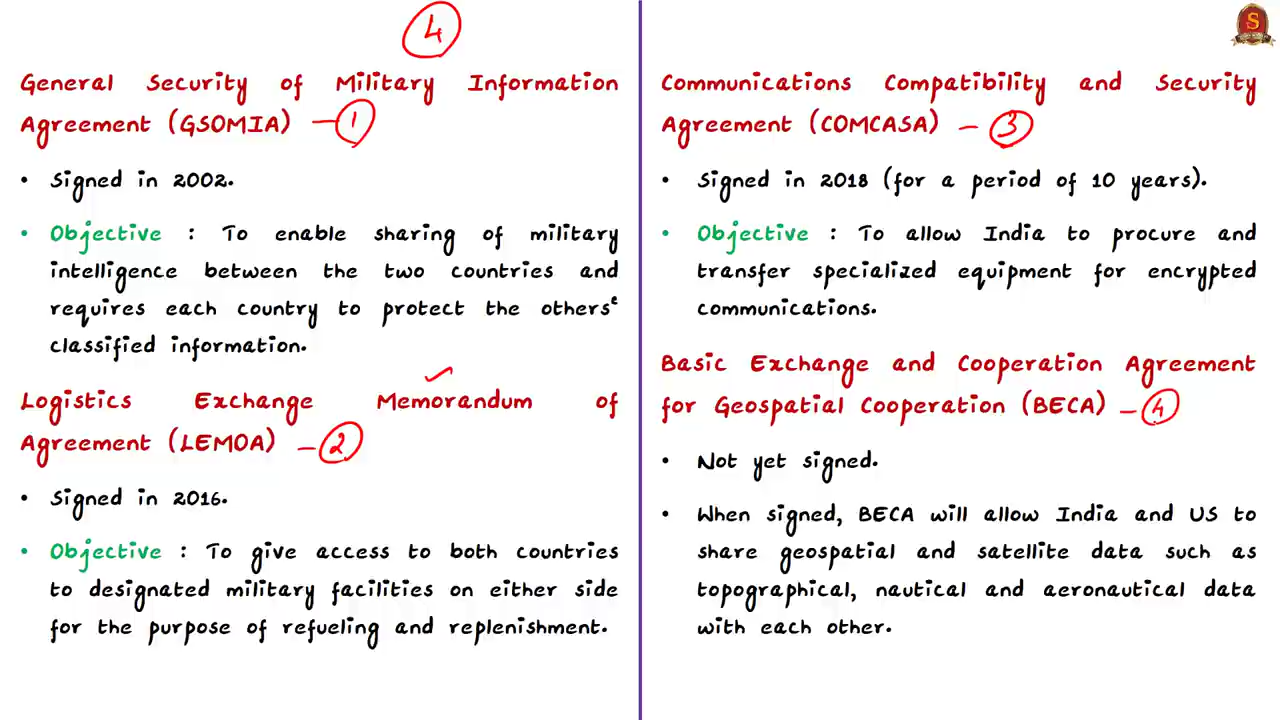 4
General Security of Military Information
Agreement (GSOMIA) - 1
• Signed in 2002.
• Objective : To enable sharing of military
intelligence between the two countries and
requires each country to protect the others‘
classified information.
Logistics Exchange Memorandum of
Agreement (LEMOA) - 2
• Signed in 2016.
• Objective : To give access to both countries
to designated military facilities on either side
for the purpose of refueling and replenishment.
S
Communications Compatibility and Security
Agreement (COMCASA) - 3
• Signed in 2018 (for a period of 10 years).
• Objective : To allow India to procure and
transfer specialized equipment for encrypted
communications.
Basic Exchange and Cooperation Agreement
for Geospatial Cooperation (BECA) - 4
• Not yet signed.
• When signed, BECA will allow India and US to
share geospatial and satellite data such as
topographical, nautical and aeronautical data
with each other.